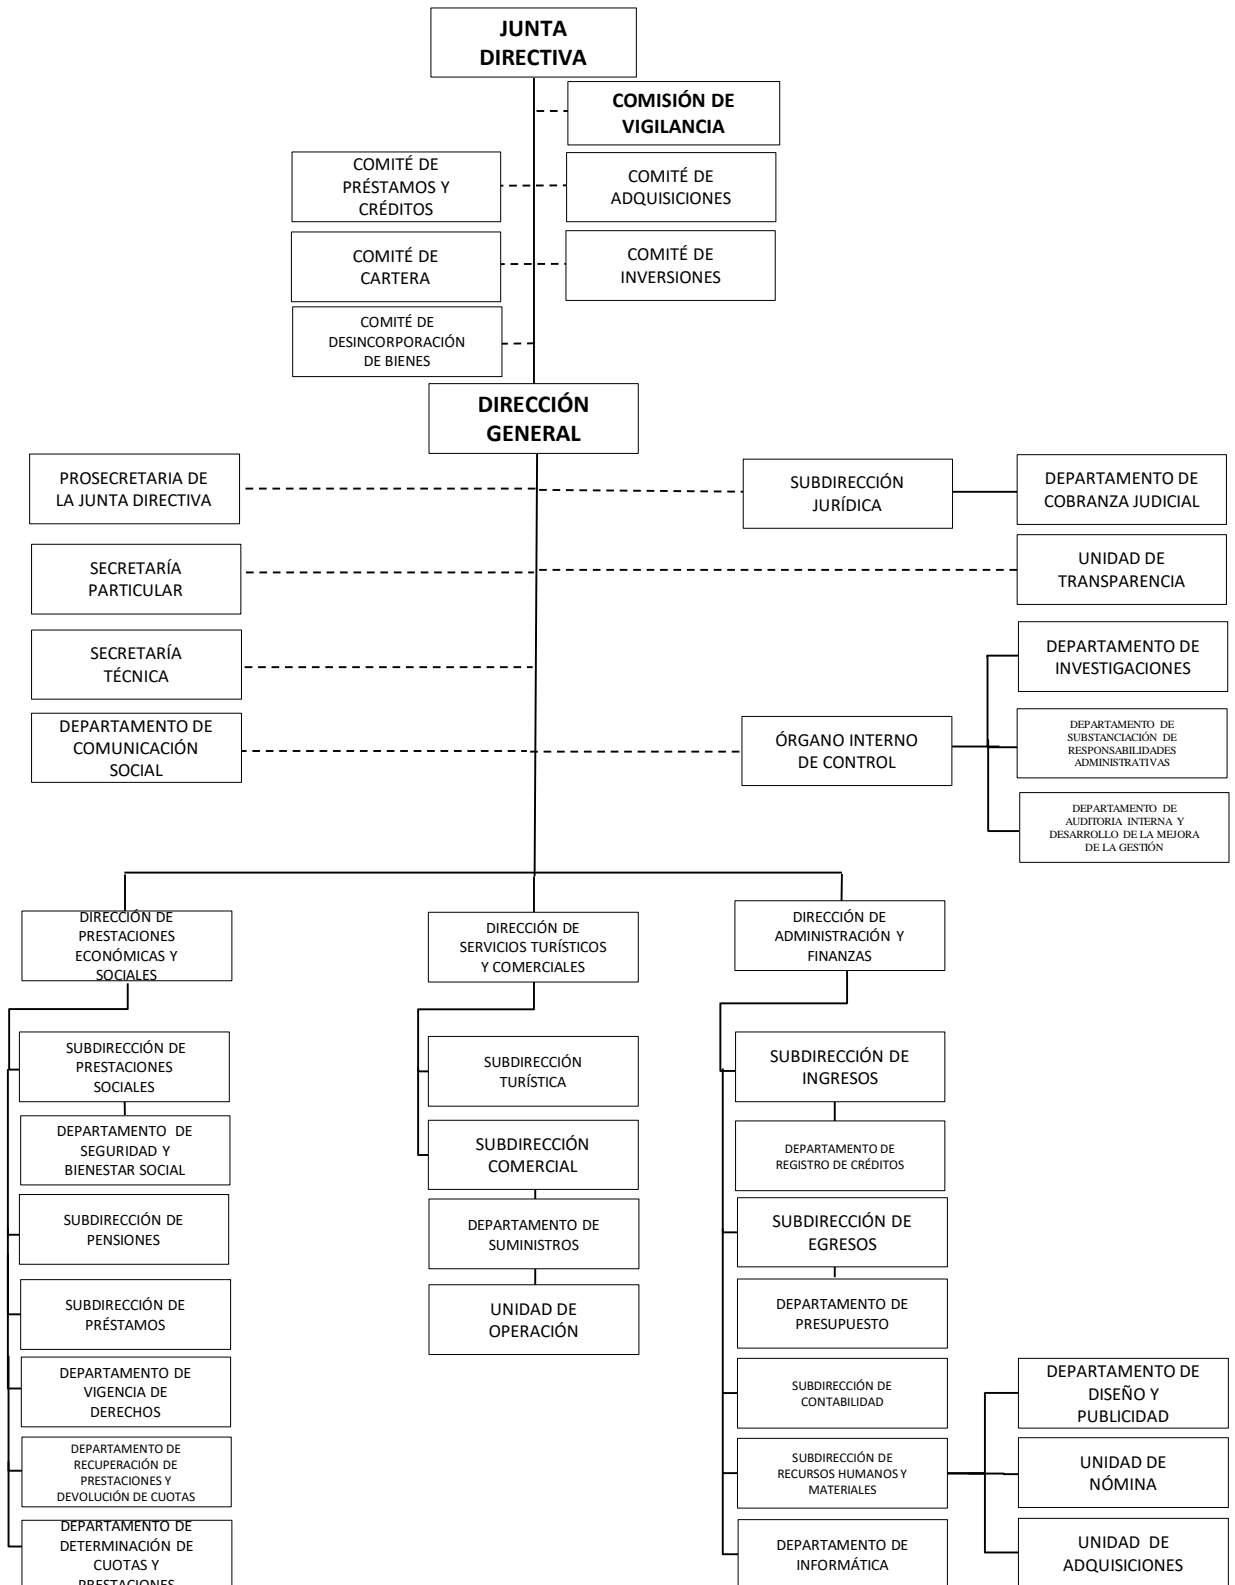 JUNTA
DIRECTIVA
COMISIÓN DE
VIGILANCIA
COMITÉ DE
PRÉSTAMOS Y
CRÉDITOS
COMITÉ DE
ADQUISICIONES
COMITÉ DE
CARTERA
COMITÉ DE
INVERSIONES
COMITÉ DE
DESINCORPORACIÓN
DE BIENES
DIRECCIÓN
GENERAL
PROSECRETARIA DE
LA JUNTA DIRECTIVA
SUBDIRECCIÓN
JURÍDICA
DEPARTAMENTO DE
COBRANZA JUDICIAL
SECRETARÍA
PARTICULAR
UNIDAD DE
TRANSPARENCIA
SECRETARÍA
TÉCNICA
DEPARTAMENTO DE
INVESTIGACIONES
DEPARTAMENTO DE
COMUNICACIÓN
SOCIAL
ÓRGANO INTERNO
DE CONTROL
DEPARTAMENTO DE
SUBSTANCIACIÓN DE
RESPONSABILIDADES
ADMINISTRATIVAS
DEPARTAMENTO DE
AUDITORIA INTERNA Y
DESARROLLO DE LA MEJORA
DE LA GESTIÓN
DIRECCIÓN DE
PRESTACIONES
ECONÓMICAS Y
SOCIALES
DIRECCIÓN DE
SERVICIOS TURÍSTICOS
Y COMERCIALES
DIRECCIÓN DE
ADMINISTRACIÓN Y
FINANZAS
SUBDIRECCIÓN DE
PRESTACIONES
SOCIALES
DEPARTAMENTO DE
SEGURIDAD Y
BIENESTAR SOCIAL
SUBDIRECCIÓN DE
PENSIONES
SUBDIRECCIÓN DE
PRÉSTAMOS
DEPARTAMENTO DE
VIGENCIA DE
DERECHOS
DEPARTAMENTO DE
RECUPERACIÓN DE
PRESTACIONES Y
DEVOLUCIÓN DE CUOTAS
DEPARTAMENTO DE
DETERMINACIÓN DE
CUOTAS Y
PRESTACIONES
SUBDIRECCIÓN
TURÍSTICA
SUBDIRECCIÓN
COMERCIAL
DEPARTAMENTO DE
SUMINISTROS
UNIDAD DE
OPERACIÓN
SUBDIRECCIÓN DE
INGRESOS
DEPARTAMENTO DE
REGISTRO DE CRÉDITOS
SUBDIRECCIÓN DE
EGRESOS
DEPARTAMENTO DE
PRESUPUESTO
SUBDIRECCIÓN DE
CONTABILIDAD
SUBDIRECCIÓN DE
RECURSOS HUMANOS Y
MATERIALES
DEPARTAMENTO DE
INFORMÁTICA
DEPARTAMENTO DE
DISEÑO Y
PUBLICIDAD
UNIDAD DE
NÓMINA
UNIDAD DE
ADQUISICIONES